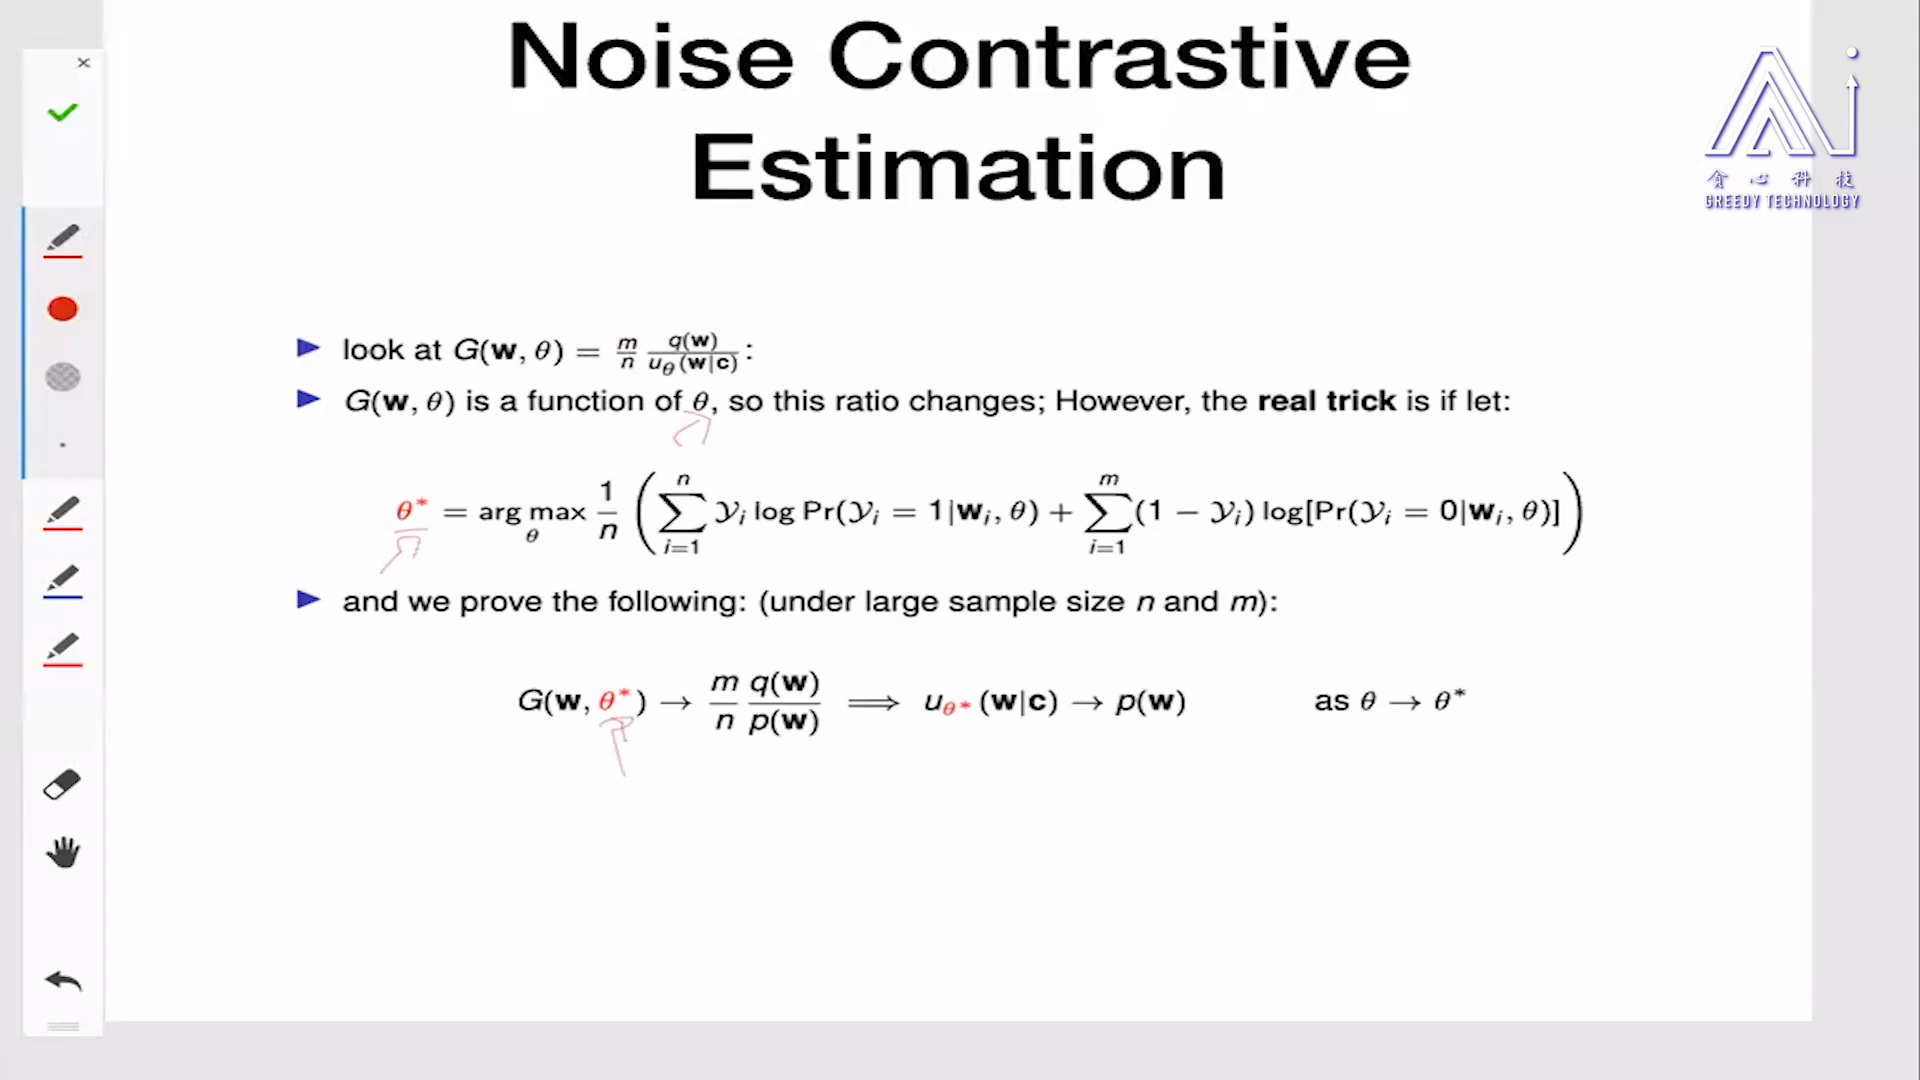 Noise Contrastive
Estimation
贪心科技
GREEDY TECHNOLOGY
look at G(w, θ) = m/n q(w)/u_θ(w|c) :
G(w, θ) is a function of θ, so this ratio changes; However, the real trick is if let:
θ* = arg max_θ 1/n ( ∑_{i=1}^{n} 𝒴_i log Pr(𝒴_i = 1|w_i, θ) + ∑_{i=1}^{m} (1 − 𝒴_i) log[Pr(𝒴_i = 0|w_i, θ)] )
and we prove the following: (under large sample size n and m):
G(w, θ*) → m/n q(w)/p(w) ⟹ u_θ*(w|c) → p(w) as θ → θ*